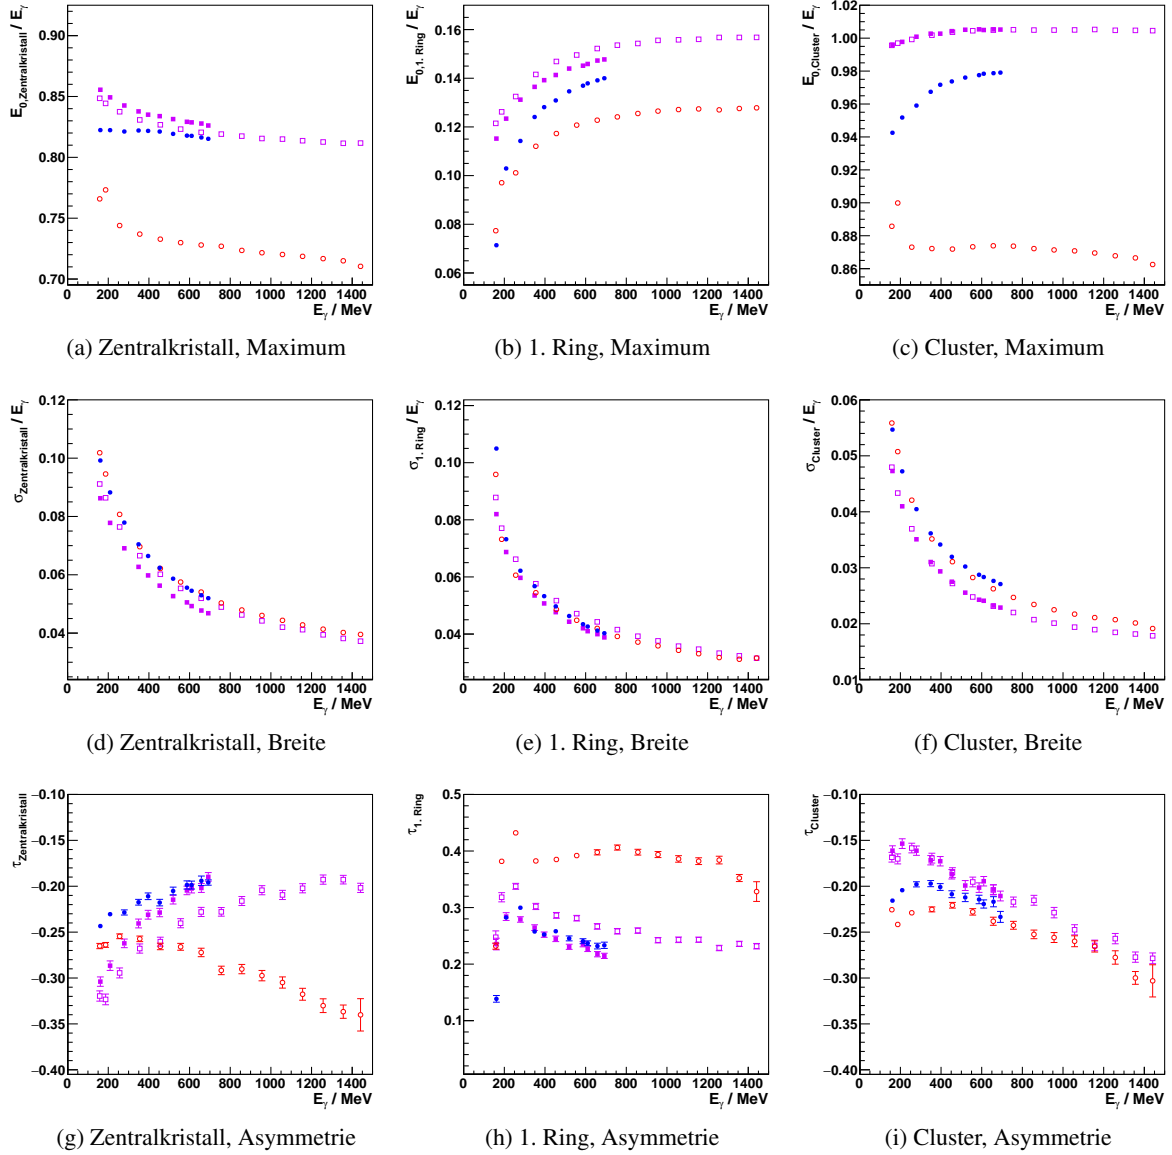 E0,Zentralkristall / Eγ
0.90
0.85
0.80
0.75
0.70
0 200 400 600 800 1000 1200 1400
Eγ / MeV
(a) Zentralkristall, Maximum
E0,1. Ring / Eγ
0.16
0.14
0.12
0.10
0.08
0.06
0 200 400 600 800 1000 1200 1400
Eγ / MeV
(b) 1. Ring, Maximum
E0,Cluster / Eγ
1.00
0.98
0.96
0.94
0.92
0.90
0.88
0.86
0 200 400 600 800 1000 1200 1400
Eγ / MeV
(c) Cluster, Maximum
σZentralkristall / Eγ
0.12
0.10
0.08
0.06
0.04
0 200 400 600 800 1000 1200 1400
Eγ / MeV
(d) Zentralkristall, Breite
σ1. Ring / Eγ
0.12
0.10
0.08
0.06
0.04
0 200 400 600 800 1000 1200 1400
Eγ / MeV
(e) 1. Ring, Breite
σCluster / Eγ
0.06
0.05
0.04
0.03
0.02
0.01
0 200 400 600 800 1000 1200 1400
Eγ / MeV
(f) Cluster, Breite
τZentralkristall
−0.10
−0.15
−0.20
−0.25
−0.30
−0.35
−0.40
0 200 400 600 800 1000 1200 1400
Eγ / MeV
(g) Zentralkristall, Asymmetrie
τ1. Ring
0.5
0.4
0.3
0.2
0.1
0 200 400 600 800 1000 1200 1400
Eγ / MeV
(h) 1. Ring, Asymmetrie
τCluster
−0.10
−0.15
−0.20
−0.25
−0.30
−0.35
−0.40
0 200 400 600 800 1000 1200 1400
Eγ / MeV
(i) Cluster, Asymmetrie